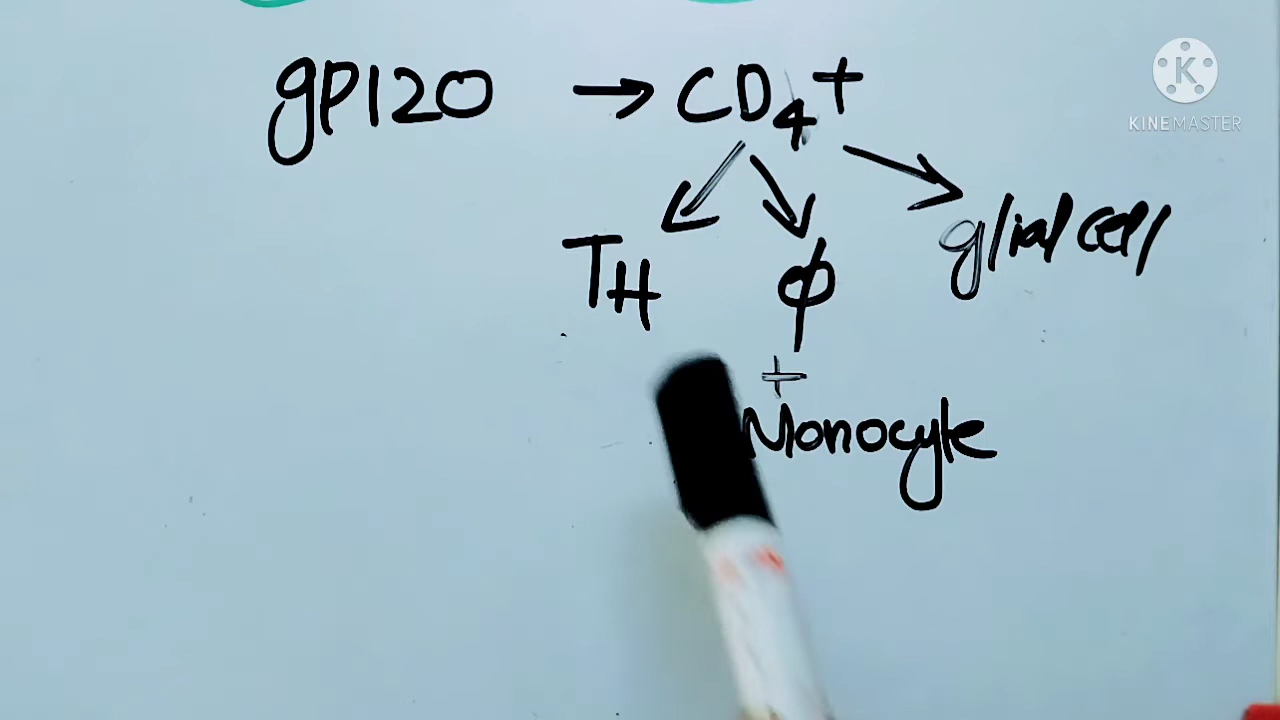 gp120 → CD4+
K
KINEMASTER
TH ϕ glial cell
+
Monocyte